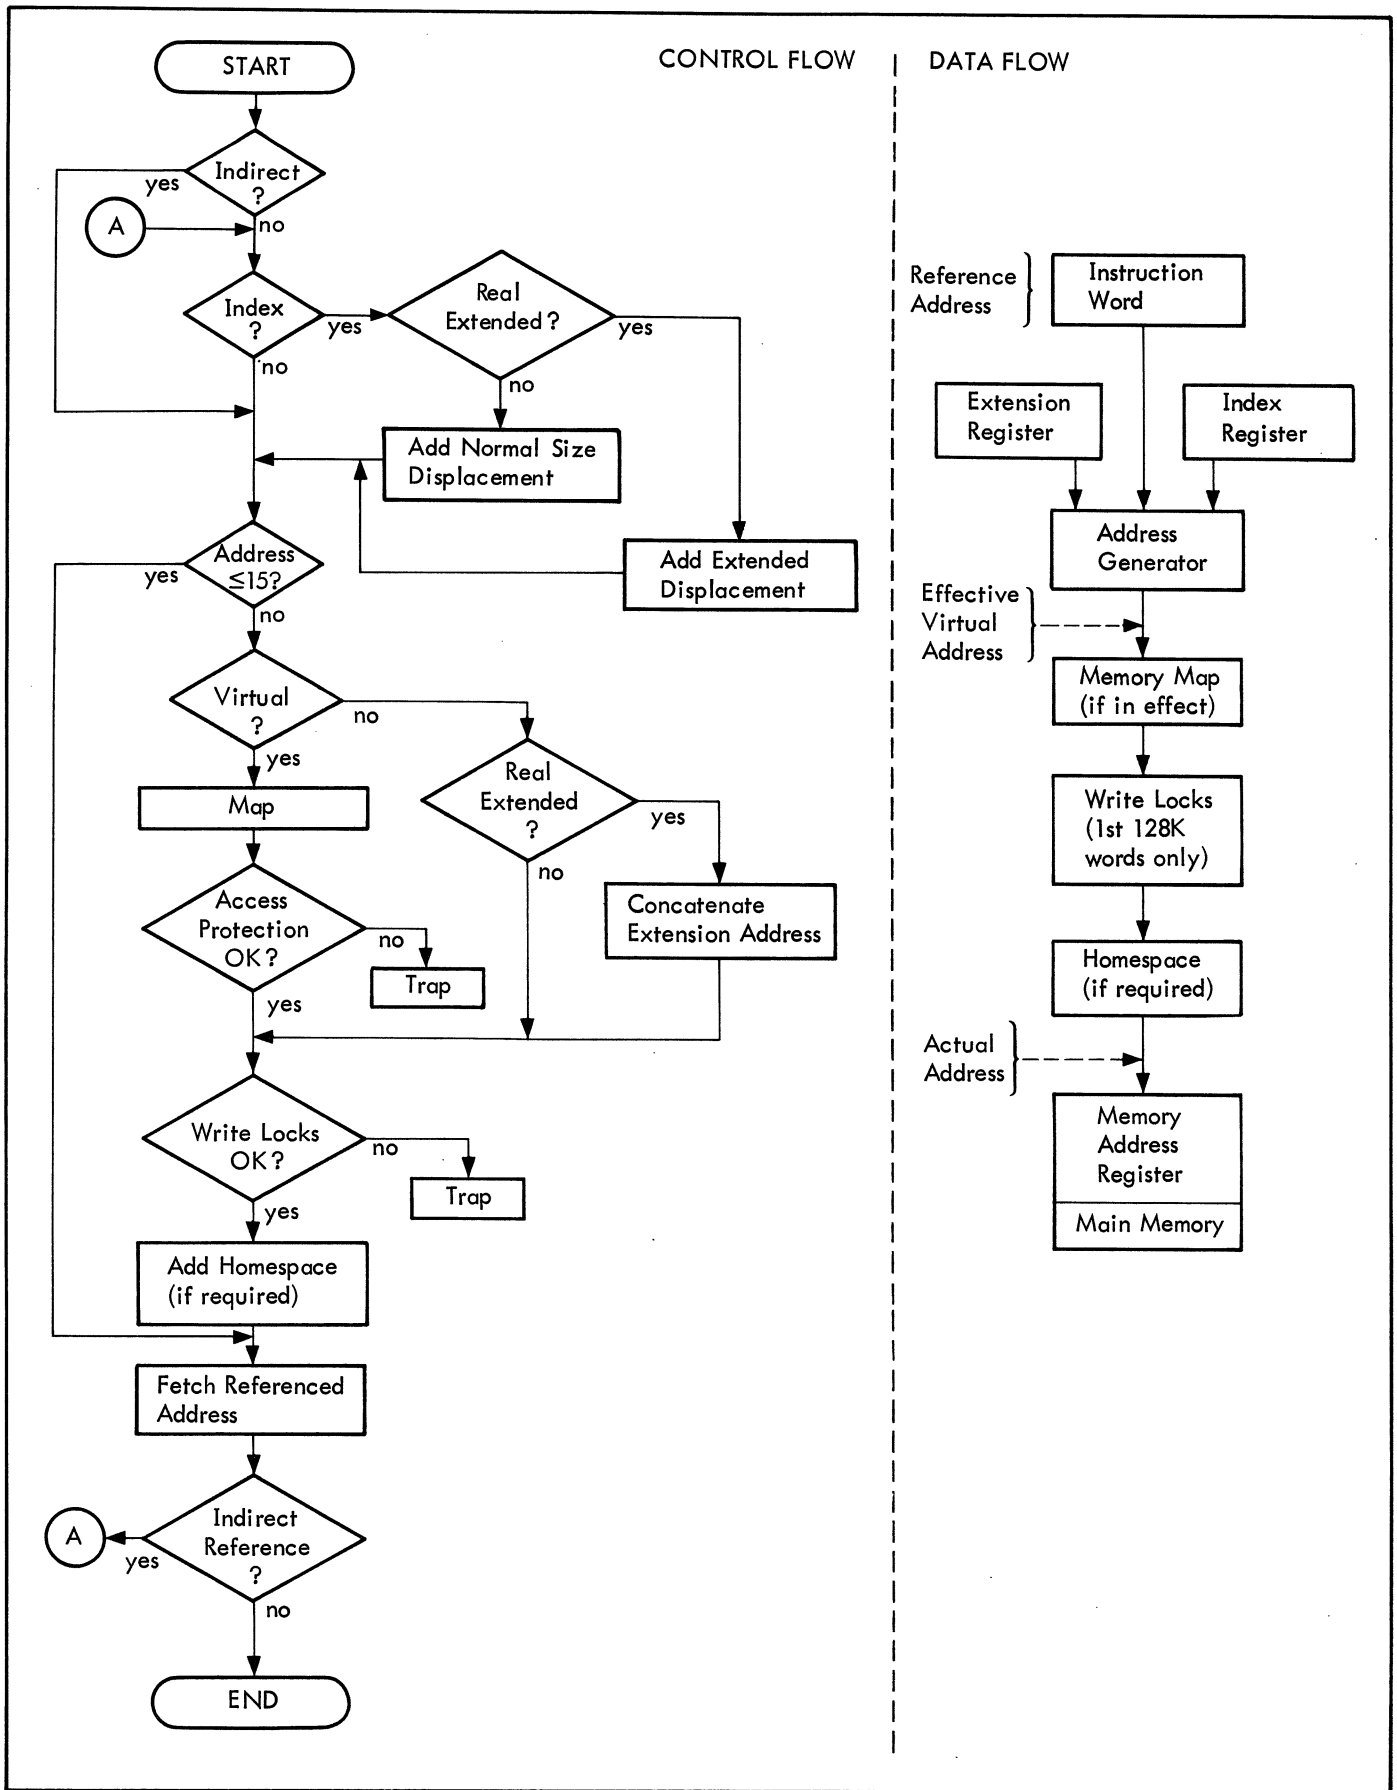 CONTROL FLOW
START
Indirect
?
yes
no
A
Index
?
yes
no
Real
Extended?
yes
no
Add Normal Size
Displacement
Add Extended
Displacement
Address
≤15?
yes
no
Virtual
?
no
yes
Map
Real
Extended
?
yes
no
Concatenate
Extension Address
Access
Protection
OK?
no
Trap
yes
Write Locks
OK?
no
Trap
yes
Add Homespace
(if required)
Fetch Referenced
Address
Indirect
Reference
?
A
yes
no
END
DATA FLOW
Reference
Address
Instruction
Word
Extension
Register
Index
Register
Address
Generator
Effective
Virtual
Address
Memory Map
(if in effect)
Write Locks
(1st 128K
words only)
Homespace
(if required)
Actual
Address
Memory
Address
Register
Main Memory